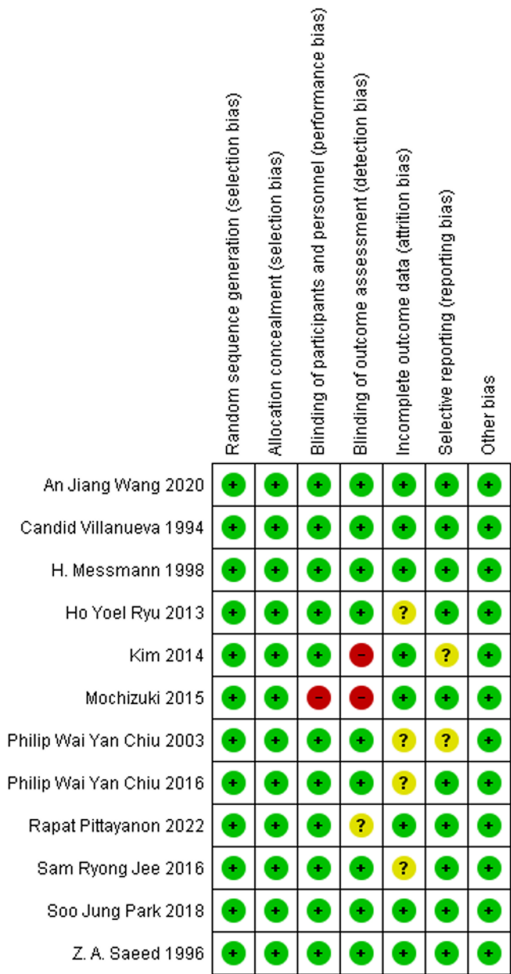 Random sequence generation (selection bias)
Allocation concealment (selection bias)
Blinding of participants and personnel (performance bias)
Blinding of outcome assessment (detection bias)
Incomplete outcome data (attrition bias)
Selective reporting (reporting bias)
Other bias
An Jiang Wang 2020 + + + + + + +
Candid Villanueva 1994 + + + + + + +
H. Messmann 1998 + + + + + + +
Ho Yoel Ryu 2013 + + + + ? + +
Kim 2014 + + + - + ? +
Mochizuki 2015 + + - - + + +
Philip Wai Yan Chiu 2003 + + + + ? ? +
Philip Wai Yan Chiu 2016 + + + + ? + +
Rapat Pittayanon 2022 + + + ? + + +
Sam Ryong Jee 2016 + + + + ? + +
Soo Jung Park 2018 + + + + + + +
Z. A. Saeed 1996 + + + + + + +